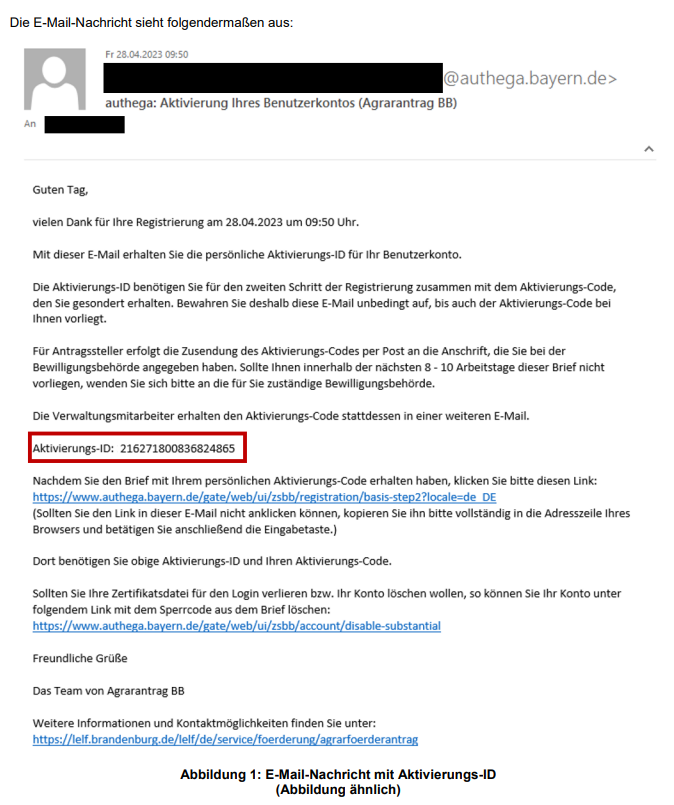 Die E-Mail-Nachricht sieht folgendermaßen aus:
Fr 28.04.2023 09:50
@authega.bayern.de>
authega: Aktivierung Ihres Benutzerkontos (Agrarantrag BB)
An
Guten Tag,
vielen Dank für Ihre Registrierung am 28.04.2023 um 09:50 Uhr.
Mit dieser E-Mail erhalten Sie die persönliche Aktivierungs-ID für Ihr Benutzerkonto.
Die Aktivierungs-ID benötigen Sie für den zweiten Schritt der Registrierung zusammen mit dem Aktivierungs-Code,
den Sie gesondert erhalten. Bewahren Sie deshalb diese E-Mail unbedingt auf, bis auch der Aktivierungs-Code bei
Ihnen vorliegt.
Für Antragssteller erfolgt die Zusendung des Aktivierungs-Codes per Post an die Anschrift, die Sie bei der
Bewilligungsbehörde angegeben haben. Sollte Ihnen innerhalb der nächsten 8 - 10 Arbeitstage dieser Brief nicht
vorliegen, wenden Sie sich bitte an die für Sie zuständige Bewilligungsbehörde.
Die Verwaltungsmitarbeiter erhalten den Aktivierungs-Code stattdessen in einer weiteren E-Mail.
Aktivierungs-ID: 216271800836824865
Nachdem Sie den Brief mit Ihrem persönlichen Aktivierungs-Code erhalten haben, klicken Sie bitte diesen Link:
https://www.authega.bayern.de/gate/web/ui/zsbb/registration/basis-step2?locale=de_DE
(Sollten Sie den Link in dieser E-Mail nicht anklicken können, kopieren Sie ihn bitte vollständig in die Adresszeile Ihres
Browsers und betätigen Sie anschließend die Eingabetaste.)
Dort benötigen Sie obige Aktivierungs-ID und Ihren Aktivierungs-Code.
Sollten Sie Ihre Zertifikatsdatei für den Login verlieren bzw. Ihr Konto löschen wollen, so können Sie Ihr Konto unter
folgendem Link mit dem Sperrcode aus dem Brief löschen:
https://www.authega.bayern.de/gate/web/ui/zsbb/account/disable-substantial
Freundliche Grüße
Das Team von Agrarantrag BB
Weitere Informationen und Kontaktmöglichkeiten finden Sie unter:
https://lelf.brandenburg.de/lelf/de/service/foerderung/agrarfoerderantrag
Abbildung 1: E-Mail-Nachricht mit Aktivierungs-ID
(Abbildung ähnlich)